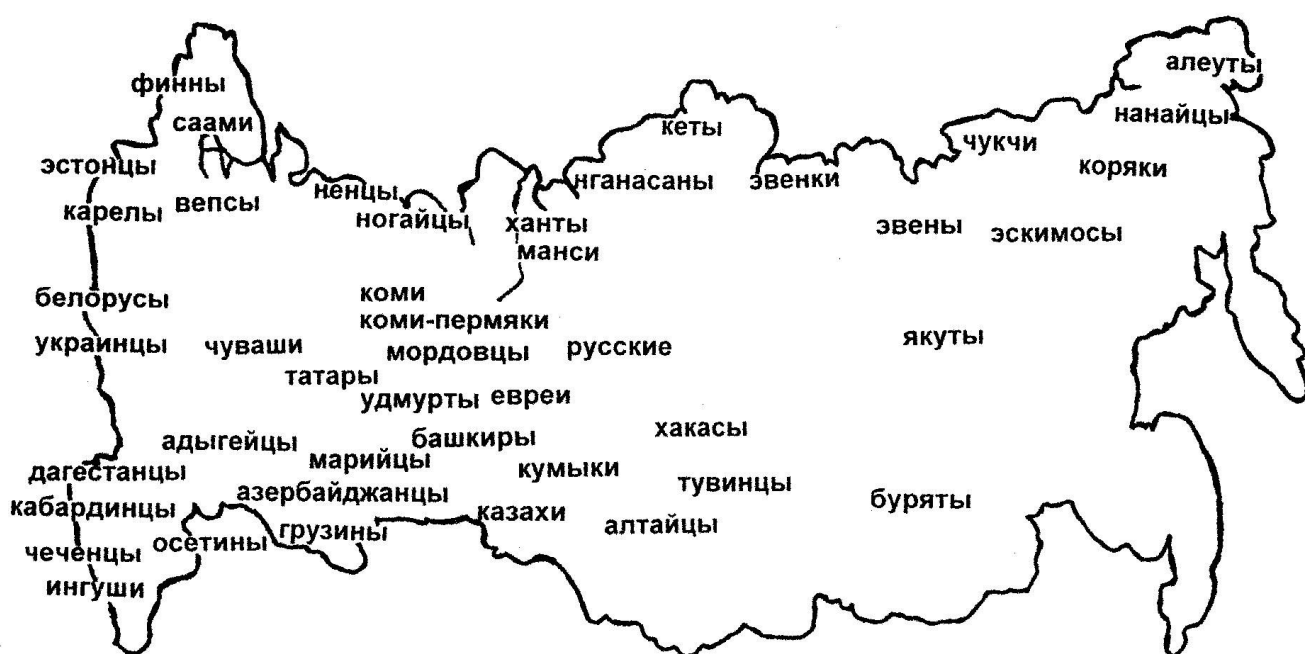 алеуты
финны
нанайцы
саами
кеты
чукчи
эстонцы
коряки
нганасаны
эвенки
ненцы
вепсы
карелы
ногайцы
ханты
эвены
эскимосы
манси
коми
белорусы
коми-пермяки
якуты
украинцы
чуваши
мордовцы
русские
татары
евреи
удмурты
хакасы
башкиры
адыгейцы
марийцы
кумыки
дагестанцы
тувинцы
азербайджанцы
буряты
кабардинцы
казахи
алтайцы
грузины
осетины
чеченцы
ингуши